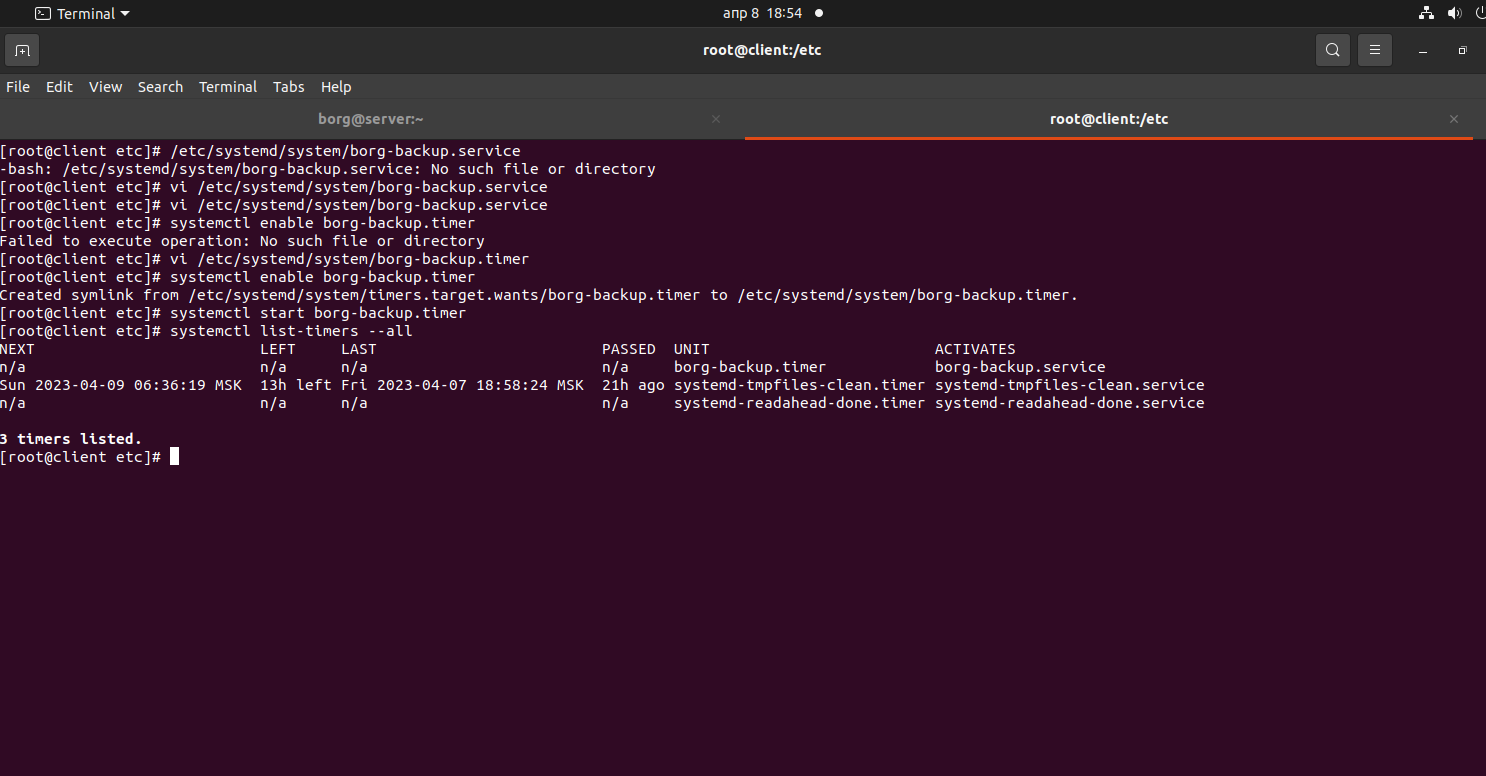 Terminal
апр 8 18:54
root@client:/etc
File Edit View Search Terminal Tabs Help
borg@server:~ × root@client:/etc ×
[root@client etc]# /etc/systemd/system/borg-backup.service
-bash: /etc/systemd/system/borg-backup.service: No such file or directory
[root@client etc]# vi /etc/systemd/system/borg-backup.service
[root@client etc]# vi /etc/systemd/system/borg-backup.service
[root@client etc]# systemctl enable borg-backup.timer
Failed to execute operation: No such file or directory
[root@client etc]# vi /etc/systemd/system/borg-backup.timer
[root@client etc]# systemctl enable borg-backup.timer
Created symlink from /etc/systemd/system/timers.target.wants/borg-backup.timer to /etc/systemd/system/borg-backup.timer.
[root@client etc]# systemctl start borg-backup.timer
[root@client etc]# systemctl list-timers --all
NEXT LEFT LAST PASSED UNIT ACTIVATES
n/a n/a n/a n/a borg-backup.timer borg-backup.service
Sun 2023-04-09 06:36:19 MSK 13h left Fri 2023-04-07 18:58:24 MSK 21h ago systemd-tmpfiles-clean.timer systemd-tmpfiles-clean.service
n/a n/a n/a n/a systemd-readahead-done.timer systemd-readahead-done.service
3 timers listed.
[root@client etc]#